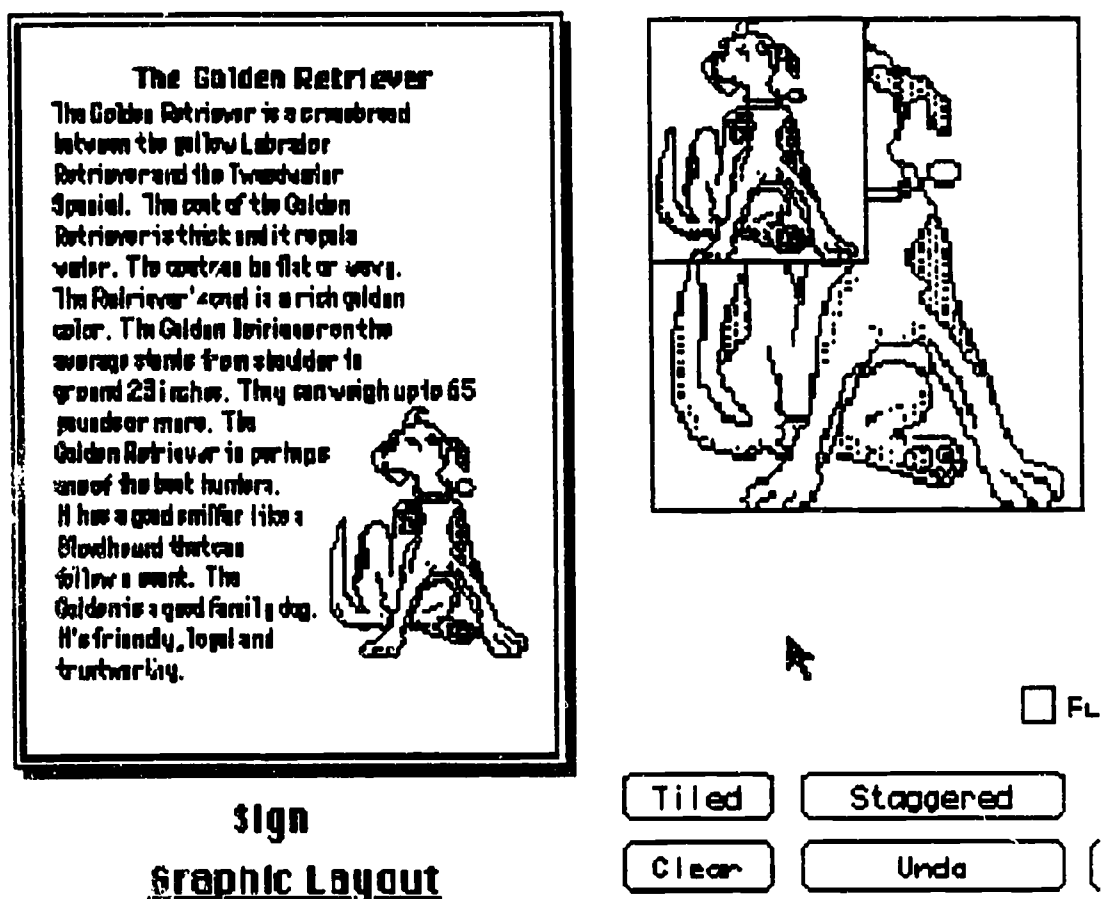 The Golden Retriever
The Golden Retriever is a crossbreed
between the yellow Labrador
Retriever and the Tweedwater
Spaniel. The coat of the Golden
Retriever is thick and it repels
water. The coat can be flat or wavy.
The Retriever's coat is a rich golden
color. The Golden Retriever on the
average stands from shoulder to
ground 23 inches. They can weigh up to 65
pounds or more. The
Golden Retriever is perhaps
one of the best hunters.
It has a good sniffer like a
Bloodhound that can
follow a scent. The
Golden is a good family dog.
It's friendly, loyal and
trustworthy.
Sign
Graphic Layout
FL
Tiled
Staggered
Clear
Undo